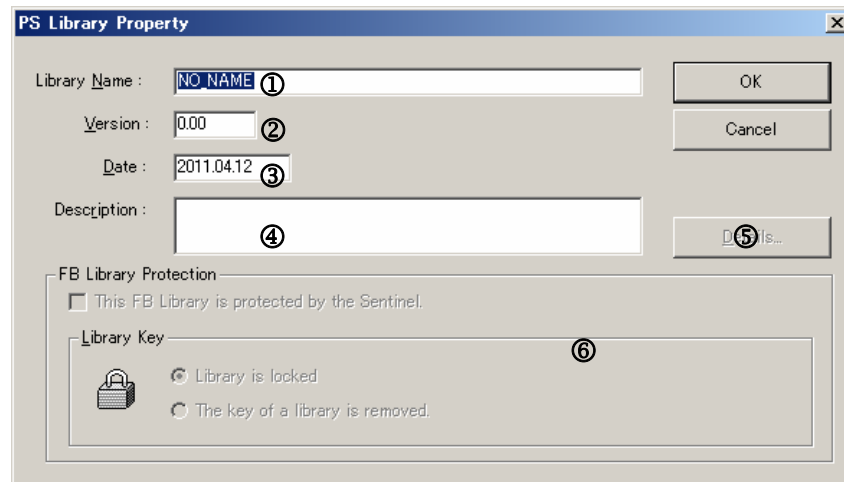 PS Library Property
Library Name : NO_NAME ① OK
Version : 0.00 ② Cancel
Date : 2011.04.12 ③
Description : ④ Details... ⑤
FB Library Protection
This FB Library is protected by the Sentinel.
Library Key ⑥
Library is locked
The key of a library is removed.